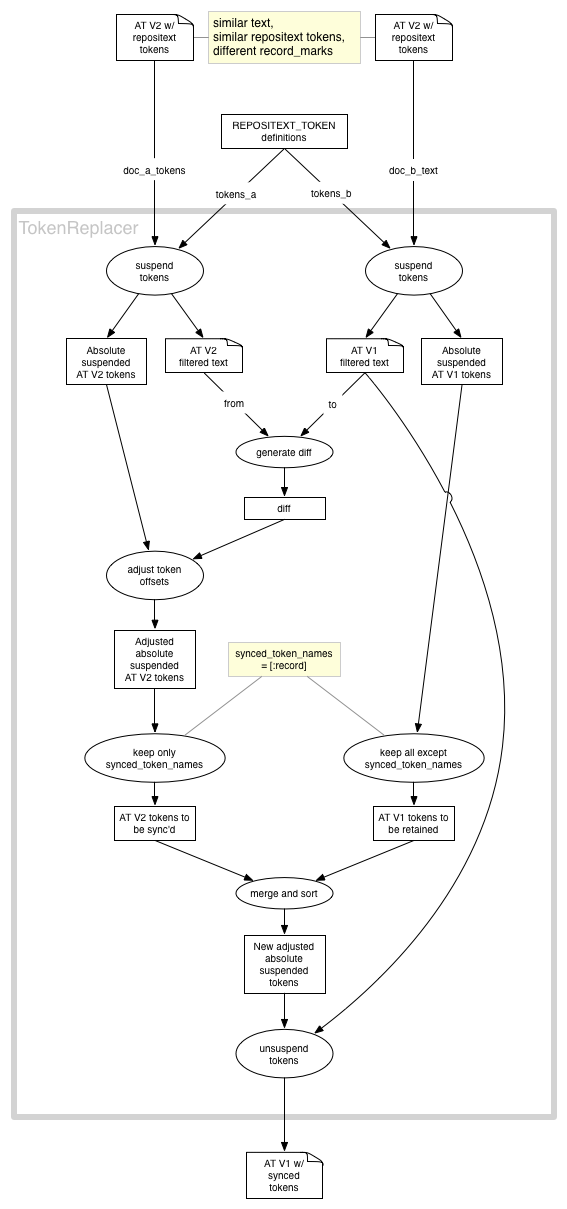 AT V2 w/
repositext
tokens
similar text,
similar repositext tokens,
different record_marks
AT V2 w/
repositext
tokens
REPOSITEXT_TOKEN
definitions
doc_a_tokens
doc_b_text
tokens_a
tokens_b
TokenReplacer
suspend
tokens
suspend
tokens
Absolute
suspended
AT V2 tokens
AT V2
filtered text
AT V1
filtered text
Absolute
suspended
AT V1 tokens
from
to
generate diff
diff
adjust token
offsets
Adjusted
absolute
suspended
AT V2 tokens
synced_token_names
= [:record]
keep only
synced_token_names
keep all except
synced_token_names
AT V2 tokens to
be sync'd
AT V1 tokens to
be retained
merge and sort
New adjusted
absolute
suspended
tokens
unsuspend
tokens
AT V1 w/
synced
tokens